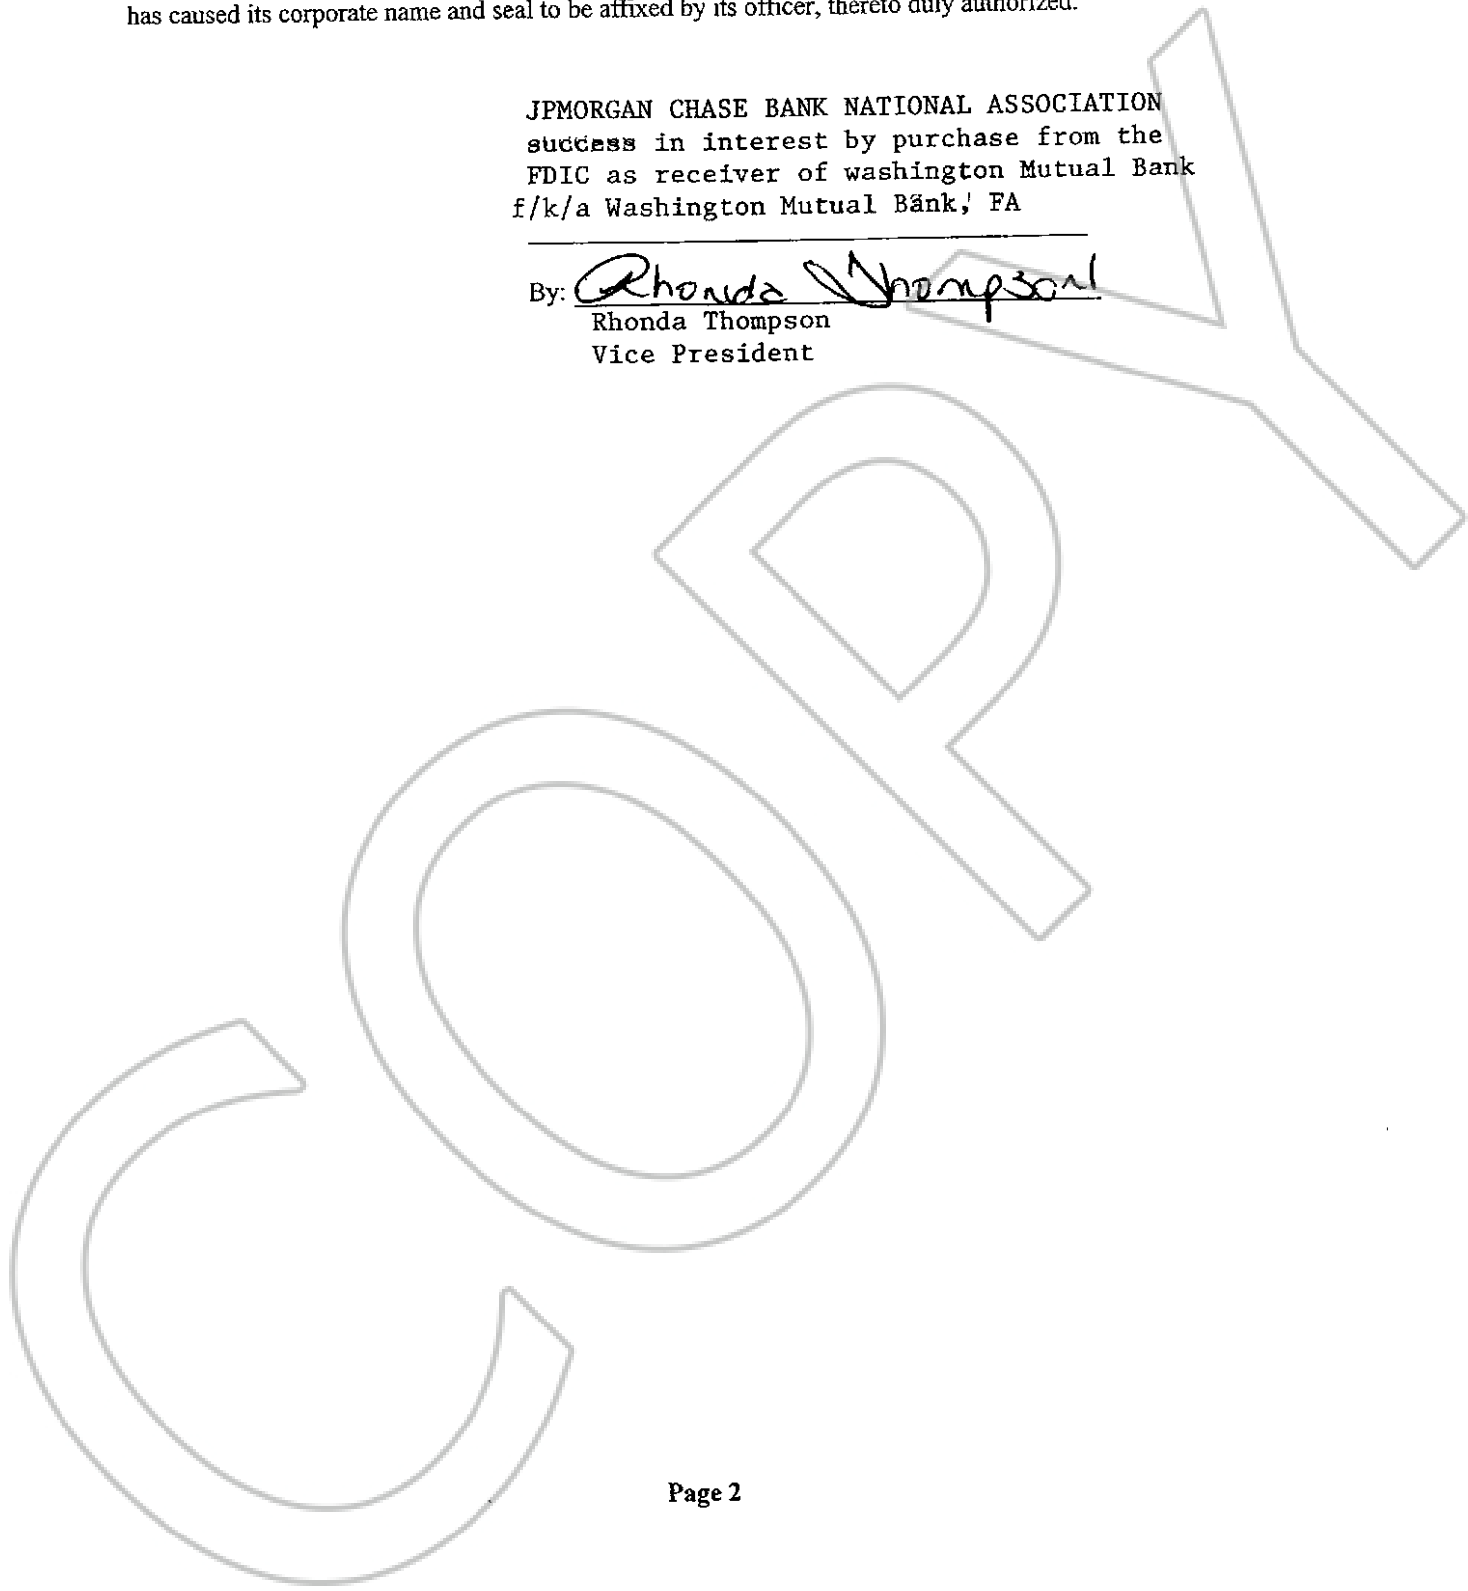 has caused its corporate name and seal to be affixed by its officer, thereto duly authorized.
JPMORGAN CHASE BANK NATIONAL ASSOCIATION
success in interest by purchase from the
FDIC as receiver of washington Mutual Bank
f/k/a Washington Mutual Bank, FA
By: Rhonda Thompson
Rhonda Thompson
Vice President
COPY
Page 2